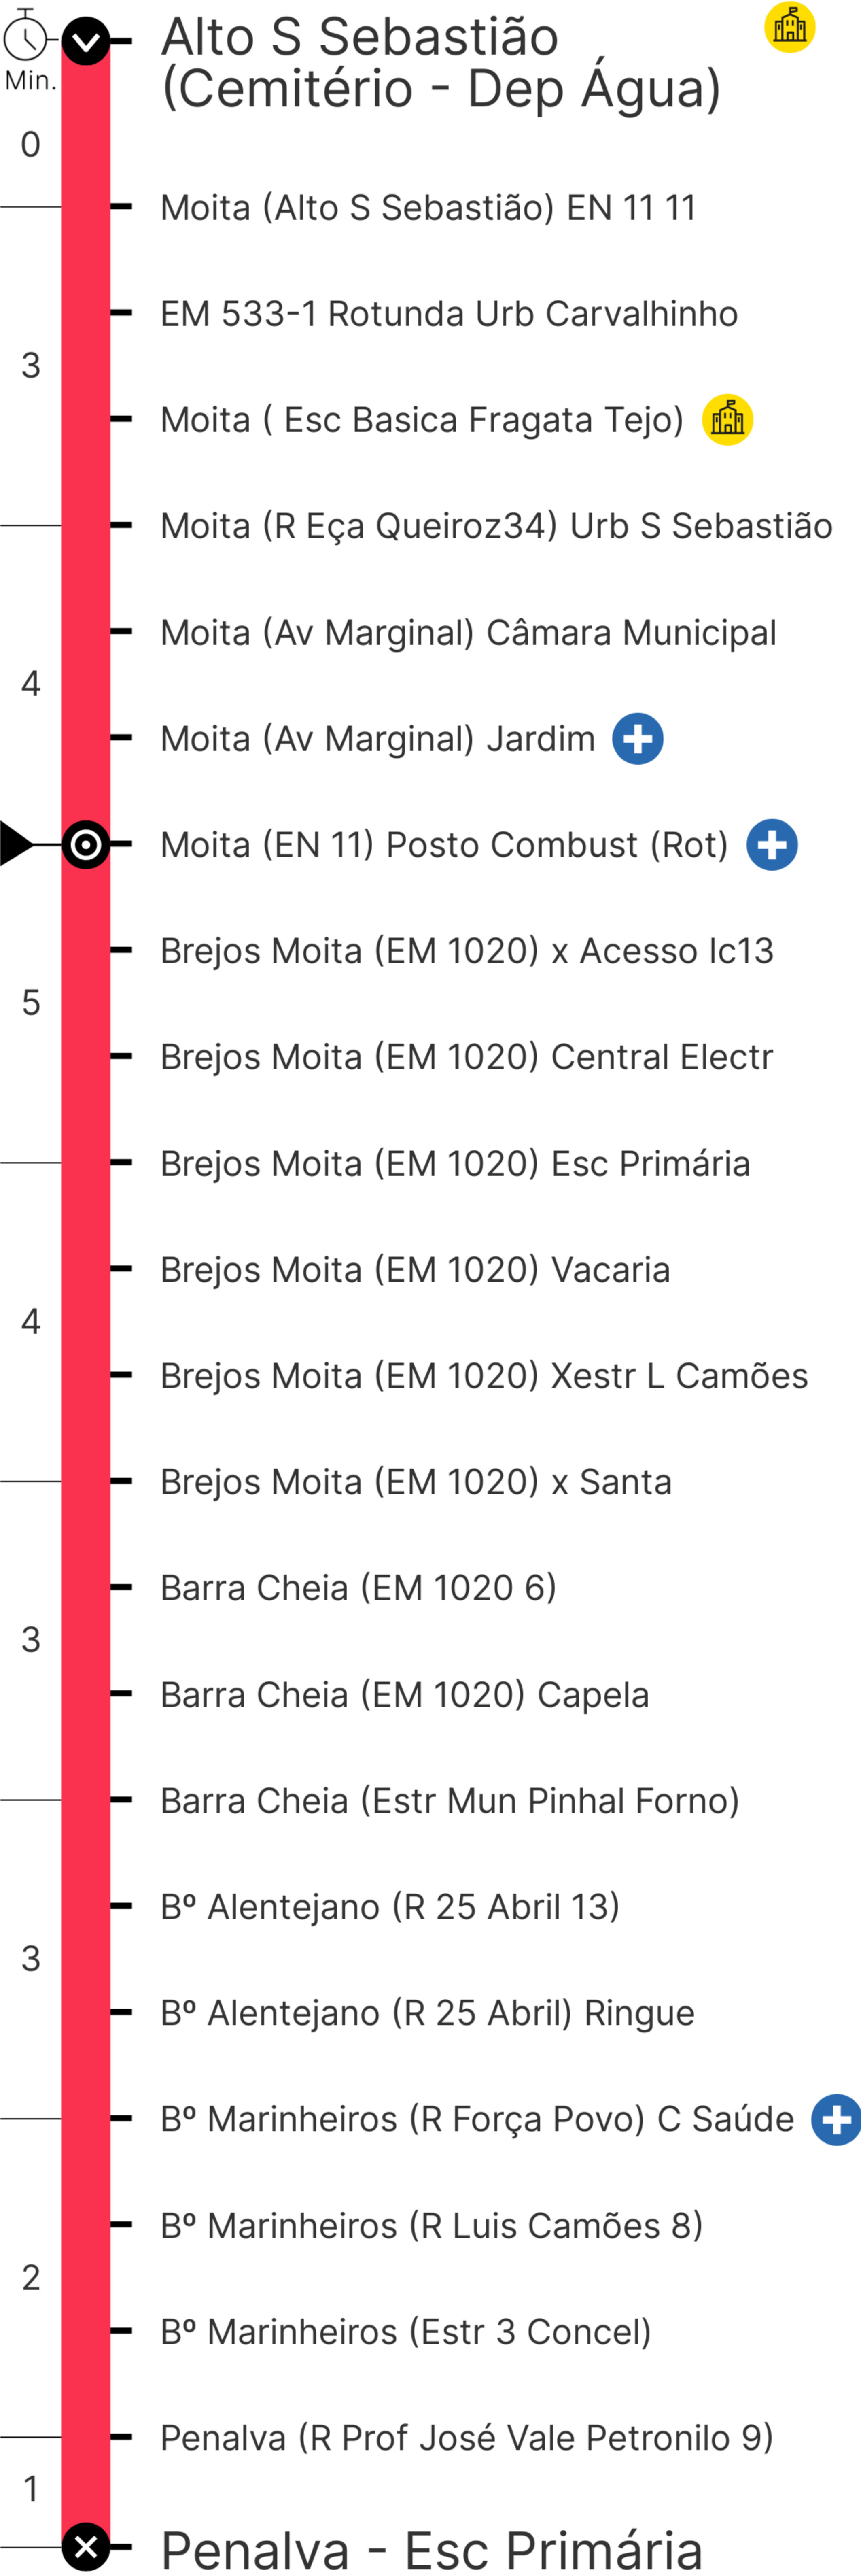 Min.
Alto S Sebastião
(Cemitério - Dep Água)
0
Moita (Alto S Sebastião) EN 11 11
EM 533-1 Rotunda Urb Carvalhinho
3
Moita ( Esc Basica Fragata Tejo)
Moita (R Eça Queiroz34) Urb S Sebastião
Moita (Av Marginal) Câmara Municipal
4
Moita (Av Marginal) Jardim
Moita (EN 11) Posto Combust (Rot)
Brejos Moita (EM 1020) x Acesso Ic13
5
Brejos Moita (EM 1020) Central Electr
Brejos Moita (EM 1020) Esc Primária
Brejos Moita (EM 1020) Vacaria
4
Brejos Moita (EM 1020) Xestr L Camões
Brejos Moita (EM 1020) x Santa
Barra Cheia (EM 1020 6)
3
Barra Cheia (EM 1020) Capela
Barra Cheia (Estr Mun Pinhal Forno)
Bº Alentejano (R 25 Abril 13)
3
Bº Alentejano (R 25 Abril) Ringue
Bº Marinheiros (R Força Povo) C Saúde
Bº Marinheiros (R Luis Camões 8)
2
Bº Marinheiros (Estr 3 Concel)
Penalva (R Prof José Vale Petronilo 9)
1
Penalva - Esc Primária